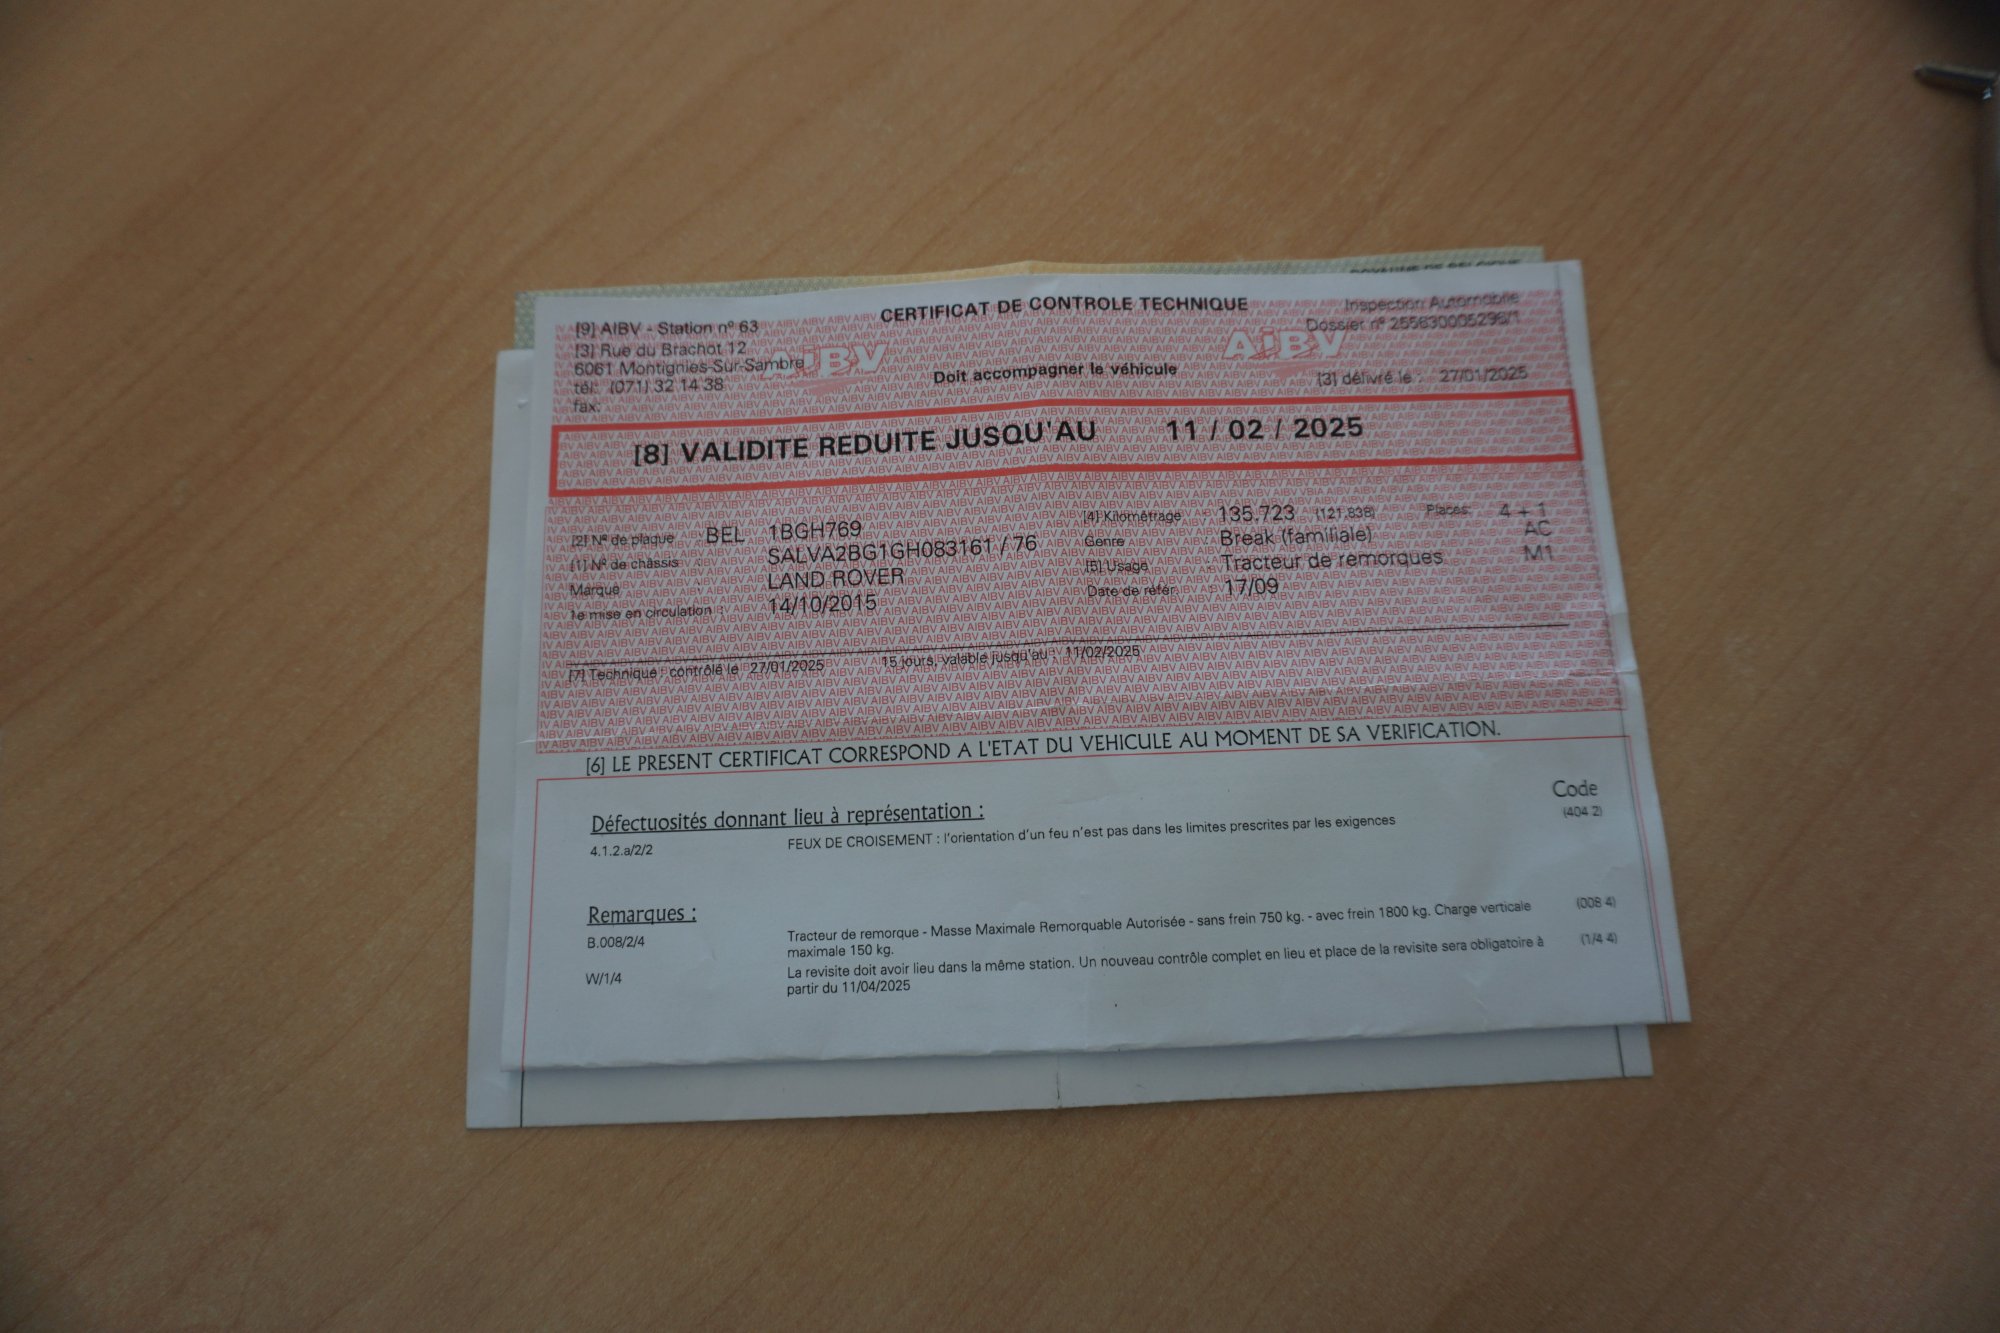 ROYAUME DE BELGIQUE
CERTIFICAT DE CONTROLE TECHNIQUE
Inspection Automobile
[9] AIBV - Station nº 63
Dossier nº 255630005296/1
[3] Rue du Brachot 12
AIBV
AIBV
6061 Montignies-Sur-Sambre
tél: (071) 32 14 38
Doit accompagner le véhicule
[3] délivré le : 27/01/2025
fax:
[8] VALIDITE REDUITE JUSQU'AU 11 / 02 / 2025
[2] Nº de plaque BEL 1BGH769
[4] Kilométrage 135.723 (121.838) Places: 4 + 1
[1] Nº de châssis : SALVA2BG1GH083161 / 76
Genre Break (familiale) AC
Marque : LAND ROVER
[5] Usage : Tracteur de remorques M1
1e mise en circulation : 14/10/2015
Date de référ. : 17/09
[7] Technique : contrôlé le 27/01/2025 15 jours, valable jusqu'au : 11/02/2025
[6] LE PRESENT CERTIFICAT CORRESPOND A L'ETAT DU VEHICULE AU MOMENT DE SA VERIFICATION.
Code
Défectuosités donnant lieu à représentation :
4.1.2.a/2/2 FEUX DE CROISEMENT : l'orientation d'un feu n'est pas dans les limites prescrites par les exigences (404 2)
Remarques :
B.008/2/4 Tracteur de remorque - Masse Maximale Remorquable Autorisée - sans frein 750 kg. - avec frein 1800 kg. Charge verticale (008 4)
maximale 150 kg.
W/1/4 La revisite doit avoir lieu dans la même station. Un nouveau contrôle complet en lieu et place de la revisite sera obligatoire à (1/4 4)
partir du 11/04/2025